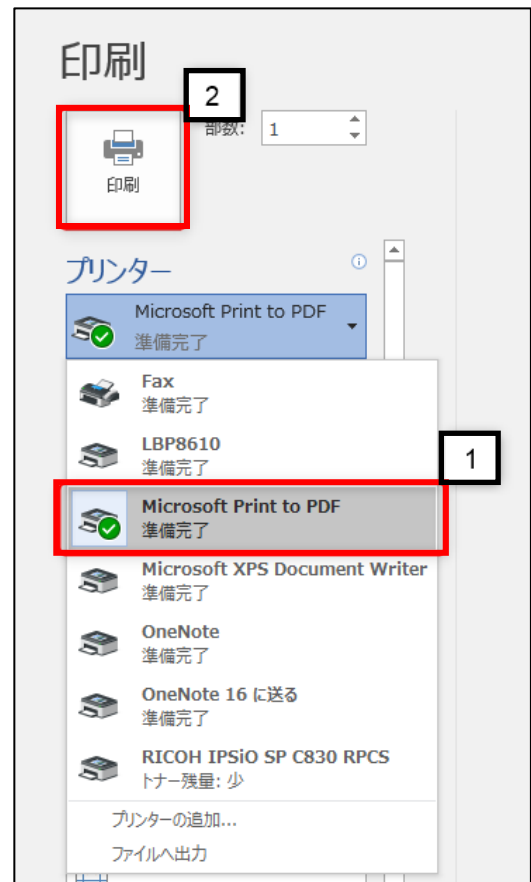 印刷
2
部数: 1
印刷
プリンター
Microsoft Print to PDF
準備完了
Fax
準備完了
LBP8610
準備完了
1
Microsoft Print to PDF
準備完了
Microsoft XPS Document Writer
準備完了
OneNote
準備完了
OneNote 16 に送る
準備完了
RICOH IPSiO SP C830 RPCS
トナー残量: 少
プリンターの追加...
ファイルへ出力